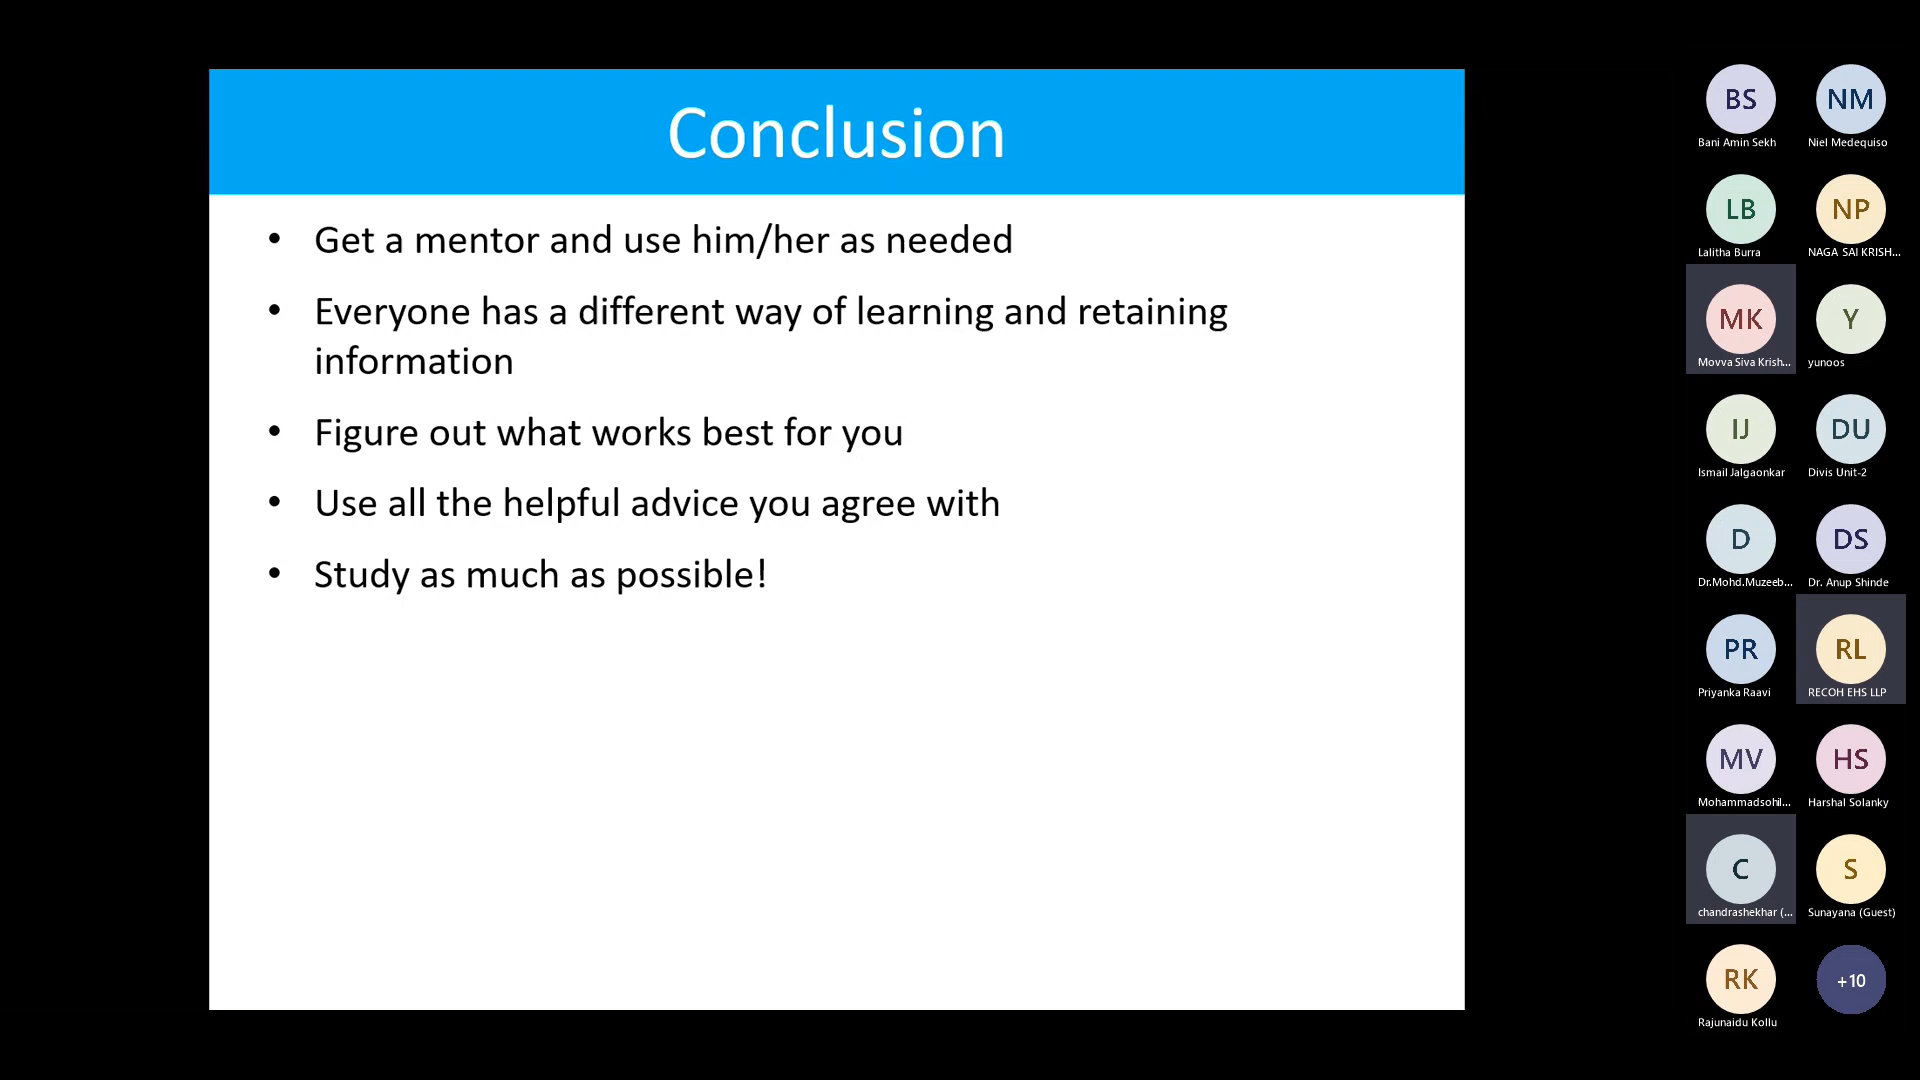 Conclusion
• Get a mentor and use him/her as needed
• Everyone has a different way of learning and retaining
information
• Figure out what works best for you
• Use all the helpful advice you agree with
• Study as much as possible!
BS
Bani Amin Sekh
NM
Niel Medequiso
LB
Lalitha Burra
NP
NAGA SAI KRISH...
MK
Movva Siva Krish...
Y
yunoos
IJ
Ismail Jalgaonkar
DU
Divis Unit-2
D
Dr.Mohd.Muzeeb...
DS
Dr. Anup Shinde
PR
Priyanka Raavi
RL
RECOH EHS LLP
MV
Mohammadsohil...
HS
Harshal Solanky
C
chandrashekhar (...
S
Sunayana (Guest)
RK
Rajunaidu Kollu
+10